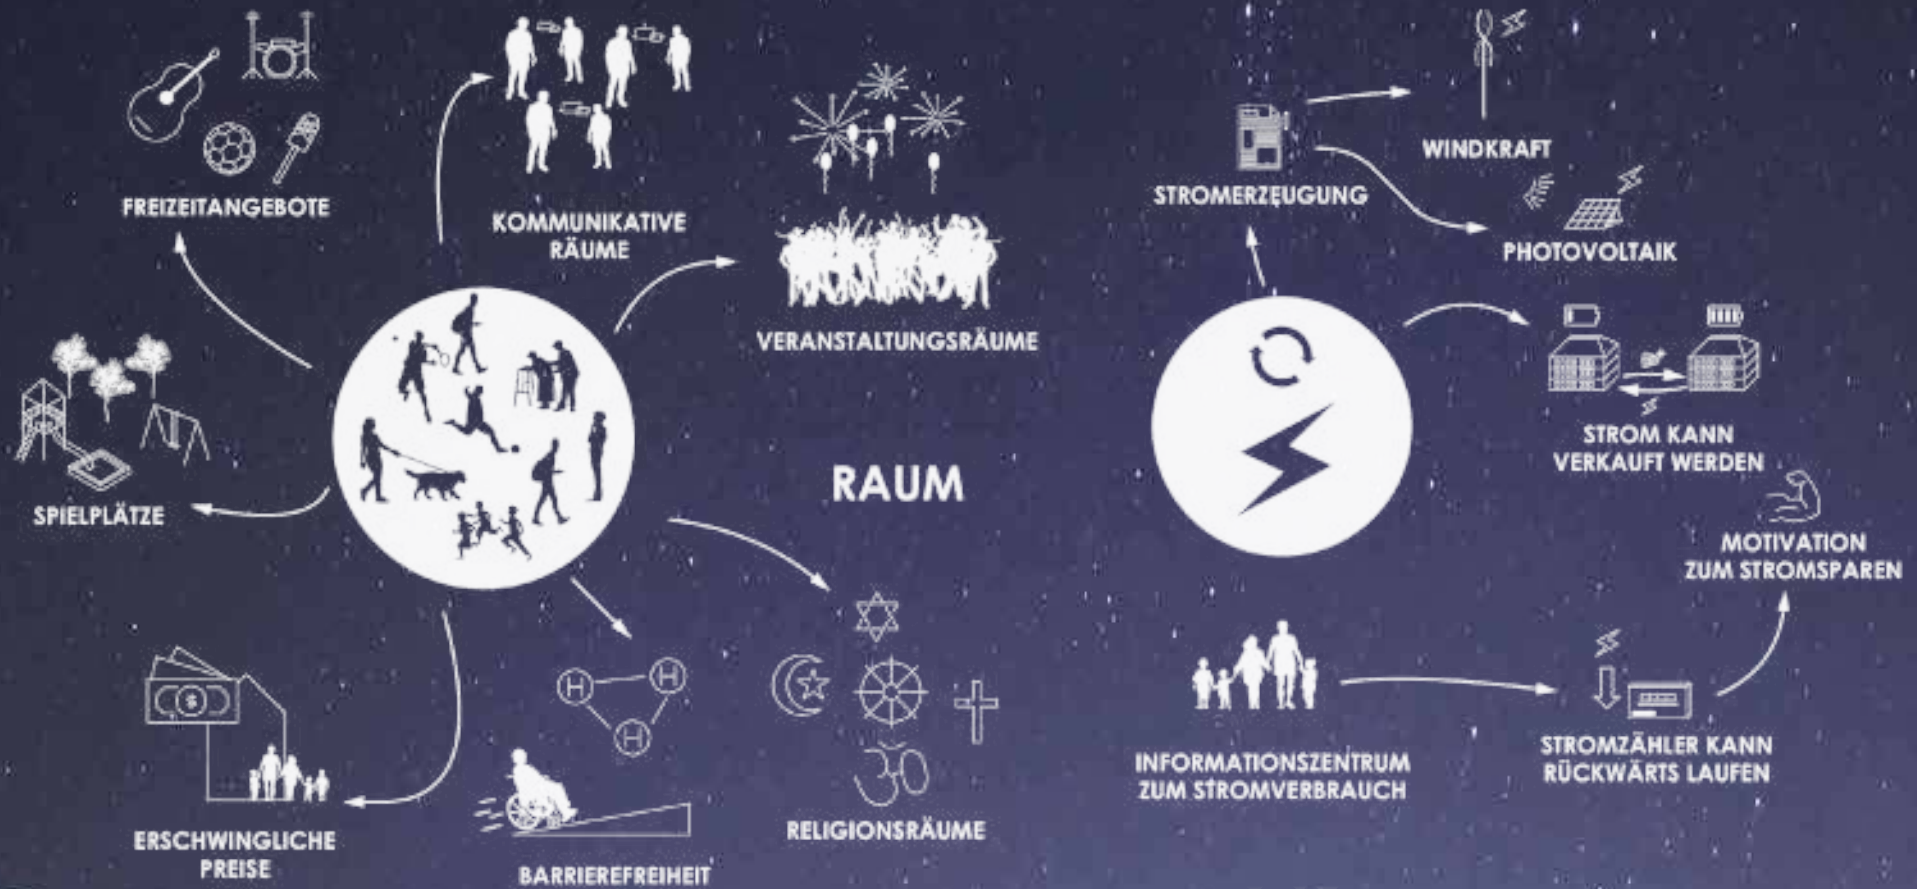 FREIZEITANGEBOTE
KOMMUNIKATIVE
RÄUME
VERANSTALTUNGSRÄUME
SPIELPLÄTZE
RAUM
ERSCHWINGLICHE
PREISE
H
H
H
BARRIEREFREIHEIT
RELIGIONSRÄUME
STROMERZEUGUNG
WINDKRAFT
PHOTOVOLTAIK
STROM KANN
VERKAUFT WERDEN
MOTIVATION
ZUM STROMSPAREN
INFORMATIONSZENTRUM
ZUM STROMVERBRAUCH
STROMZÄHLER KANN
RÜCKWÄRTS LAUFEN